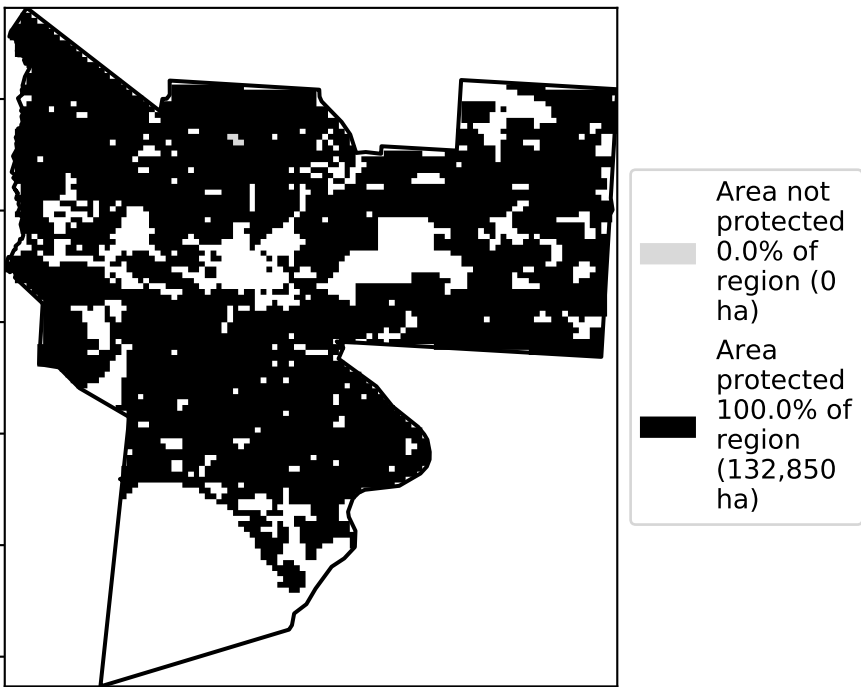 Area not
protected
0.0% of
region (0
ha)
Area
protected
100.0% of
region
(132,850
ha)